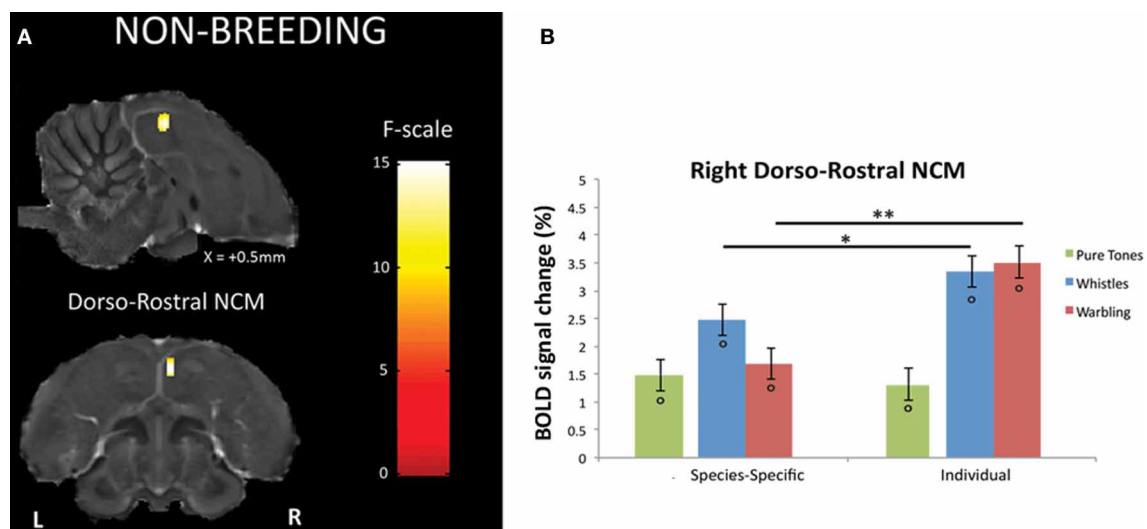 A
NON-BREEDING
F-scale
15
10
5
0
X = +0.5mm
Dorso-Rostral NCM
L
R
B
Right Dorso-Rostral NCM
BOLD signal change (%)
5
4.5
4
3.5
3
2.5
2
1.5
1
0.5
0
**
*
Pure Tones
Whistles
Warbling
Species-Specific
Individual